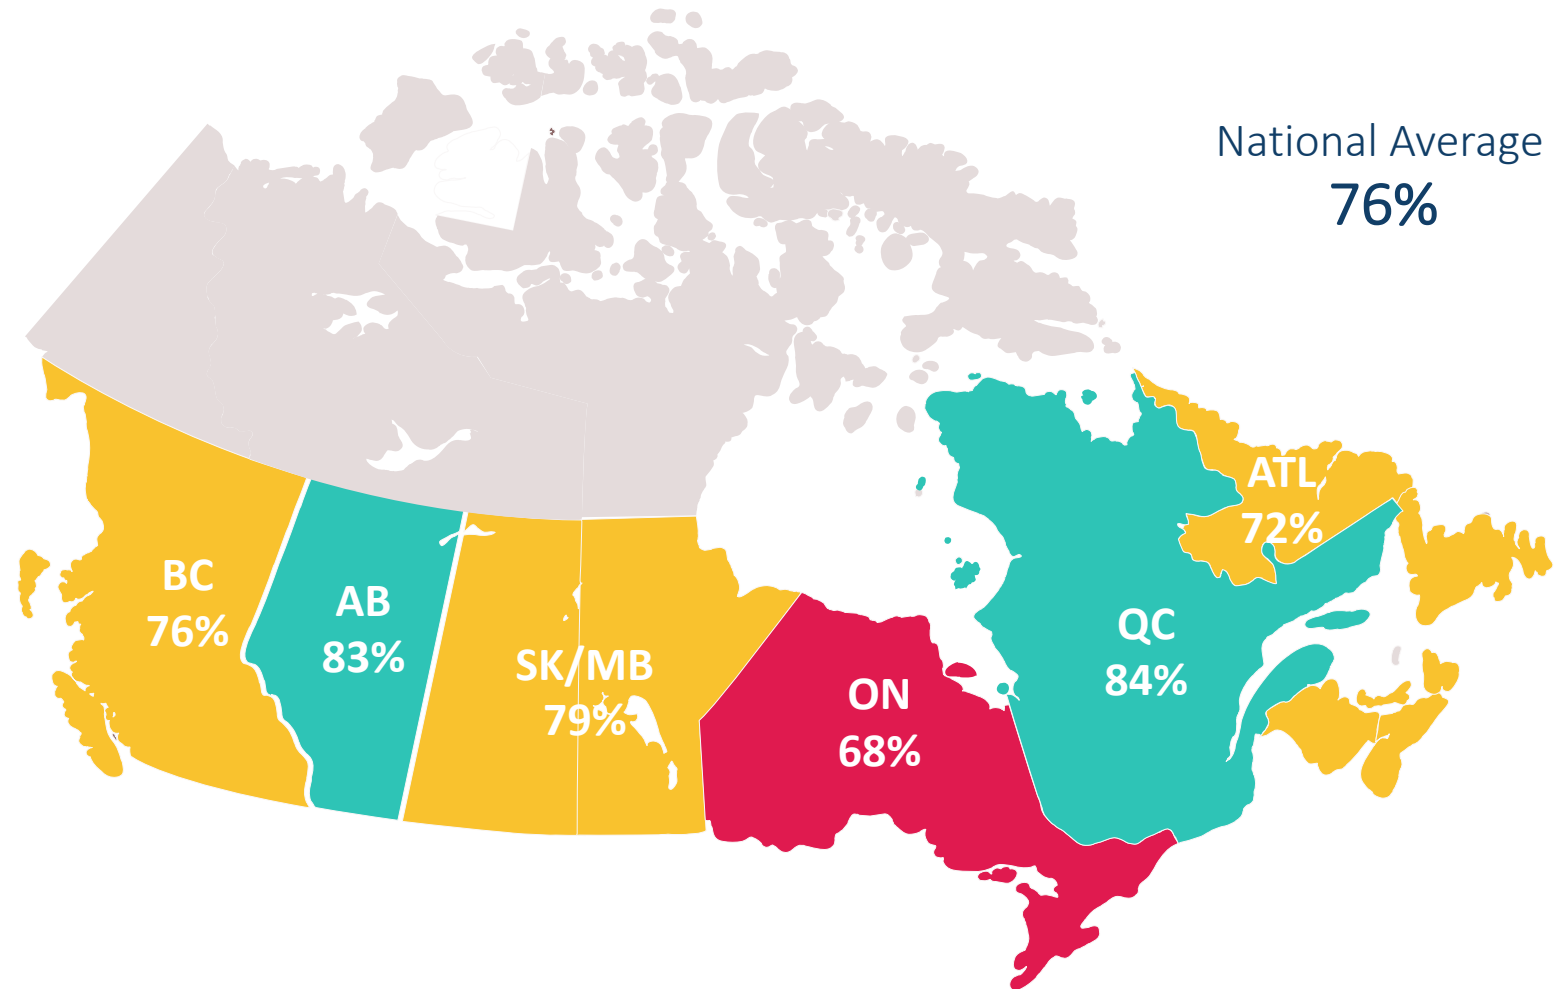 National Average
76%
ATL
72%
BC
76%
AB
83%
SK/MB
79%
ON
68%
QC
84%